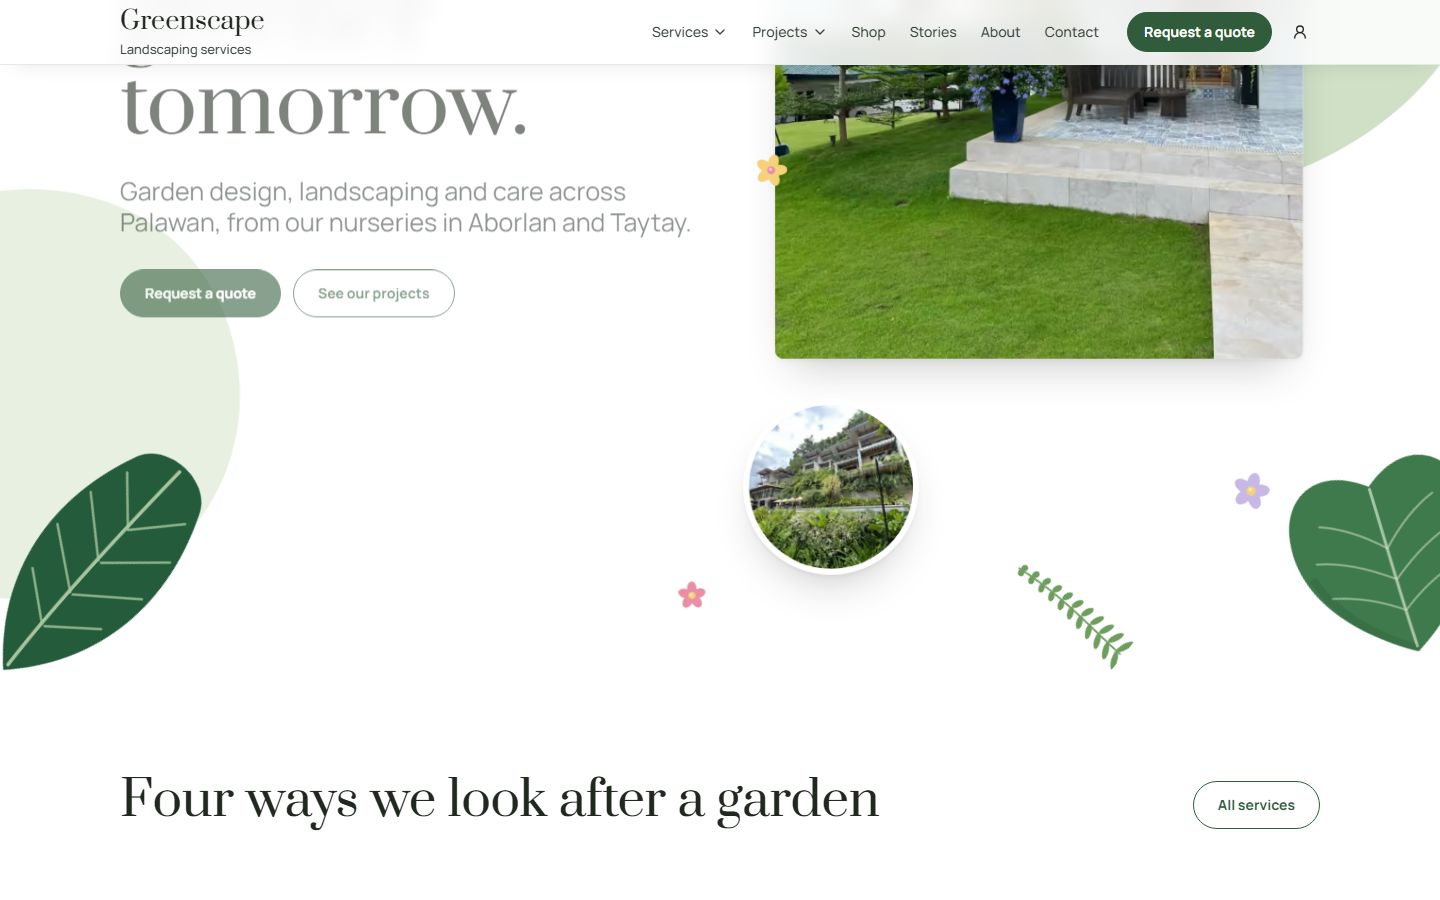 Greenscape
Landscaping services
Services
Projects
Shop
Stories
About
Contact
Request a quote
tomorrow.
Garden design, landscaping and care across
Palawan, from our nurseries in Aborlan and Taytay.
Request a quote
See our projects
Four ways we look after a garden
All services